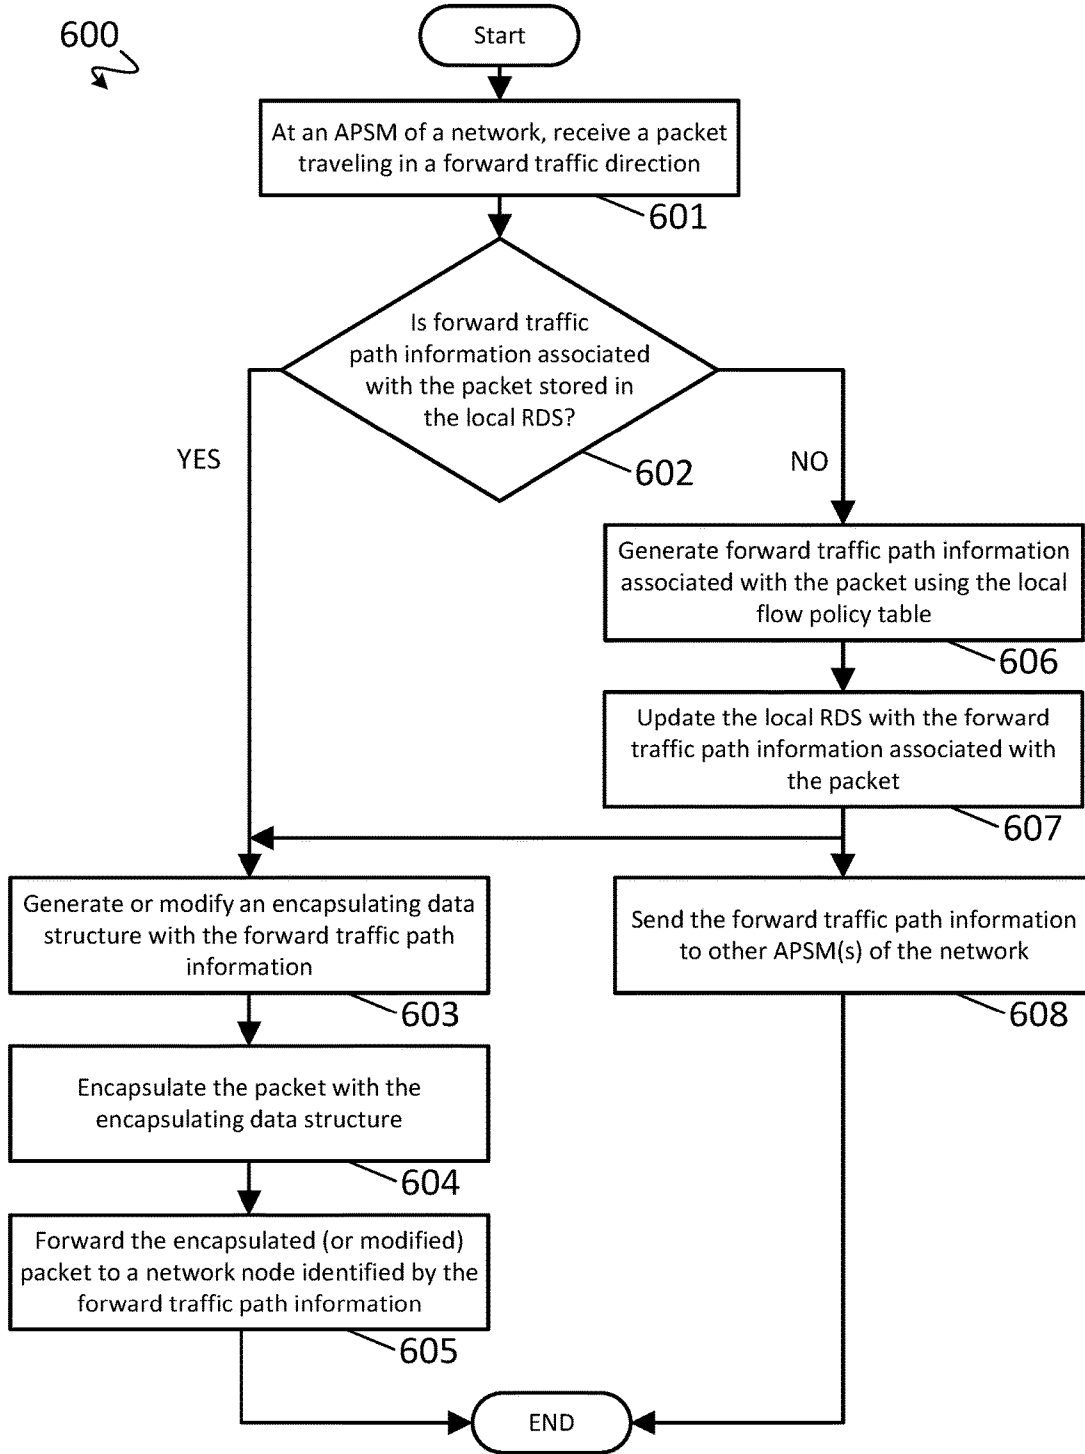 600
Start
At an APSM of a network, receive a packet
traveling in a forward traffic direction
601
Is forward traffic
path information associated
with the packet stored in
the local RDS?
602
YES
NO
Generate forward traffic path information
associated with the packet using the local
flow policy table
606
Update the local RDS with the forward
traffic path information associated with
the packet
607
Generate or modify an encapsulating data
structure with the forward traffic path
information
603
Send the forward traffic path information
to other APSM(s) of the network
608
Encapsulate the packet with the
encapsulating data structure
604
Forward the encapsulated (or modified)
packet to a network node identified by the
forward traffic path information
605
END